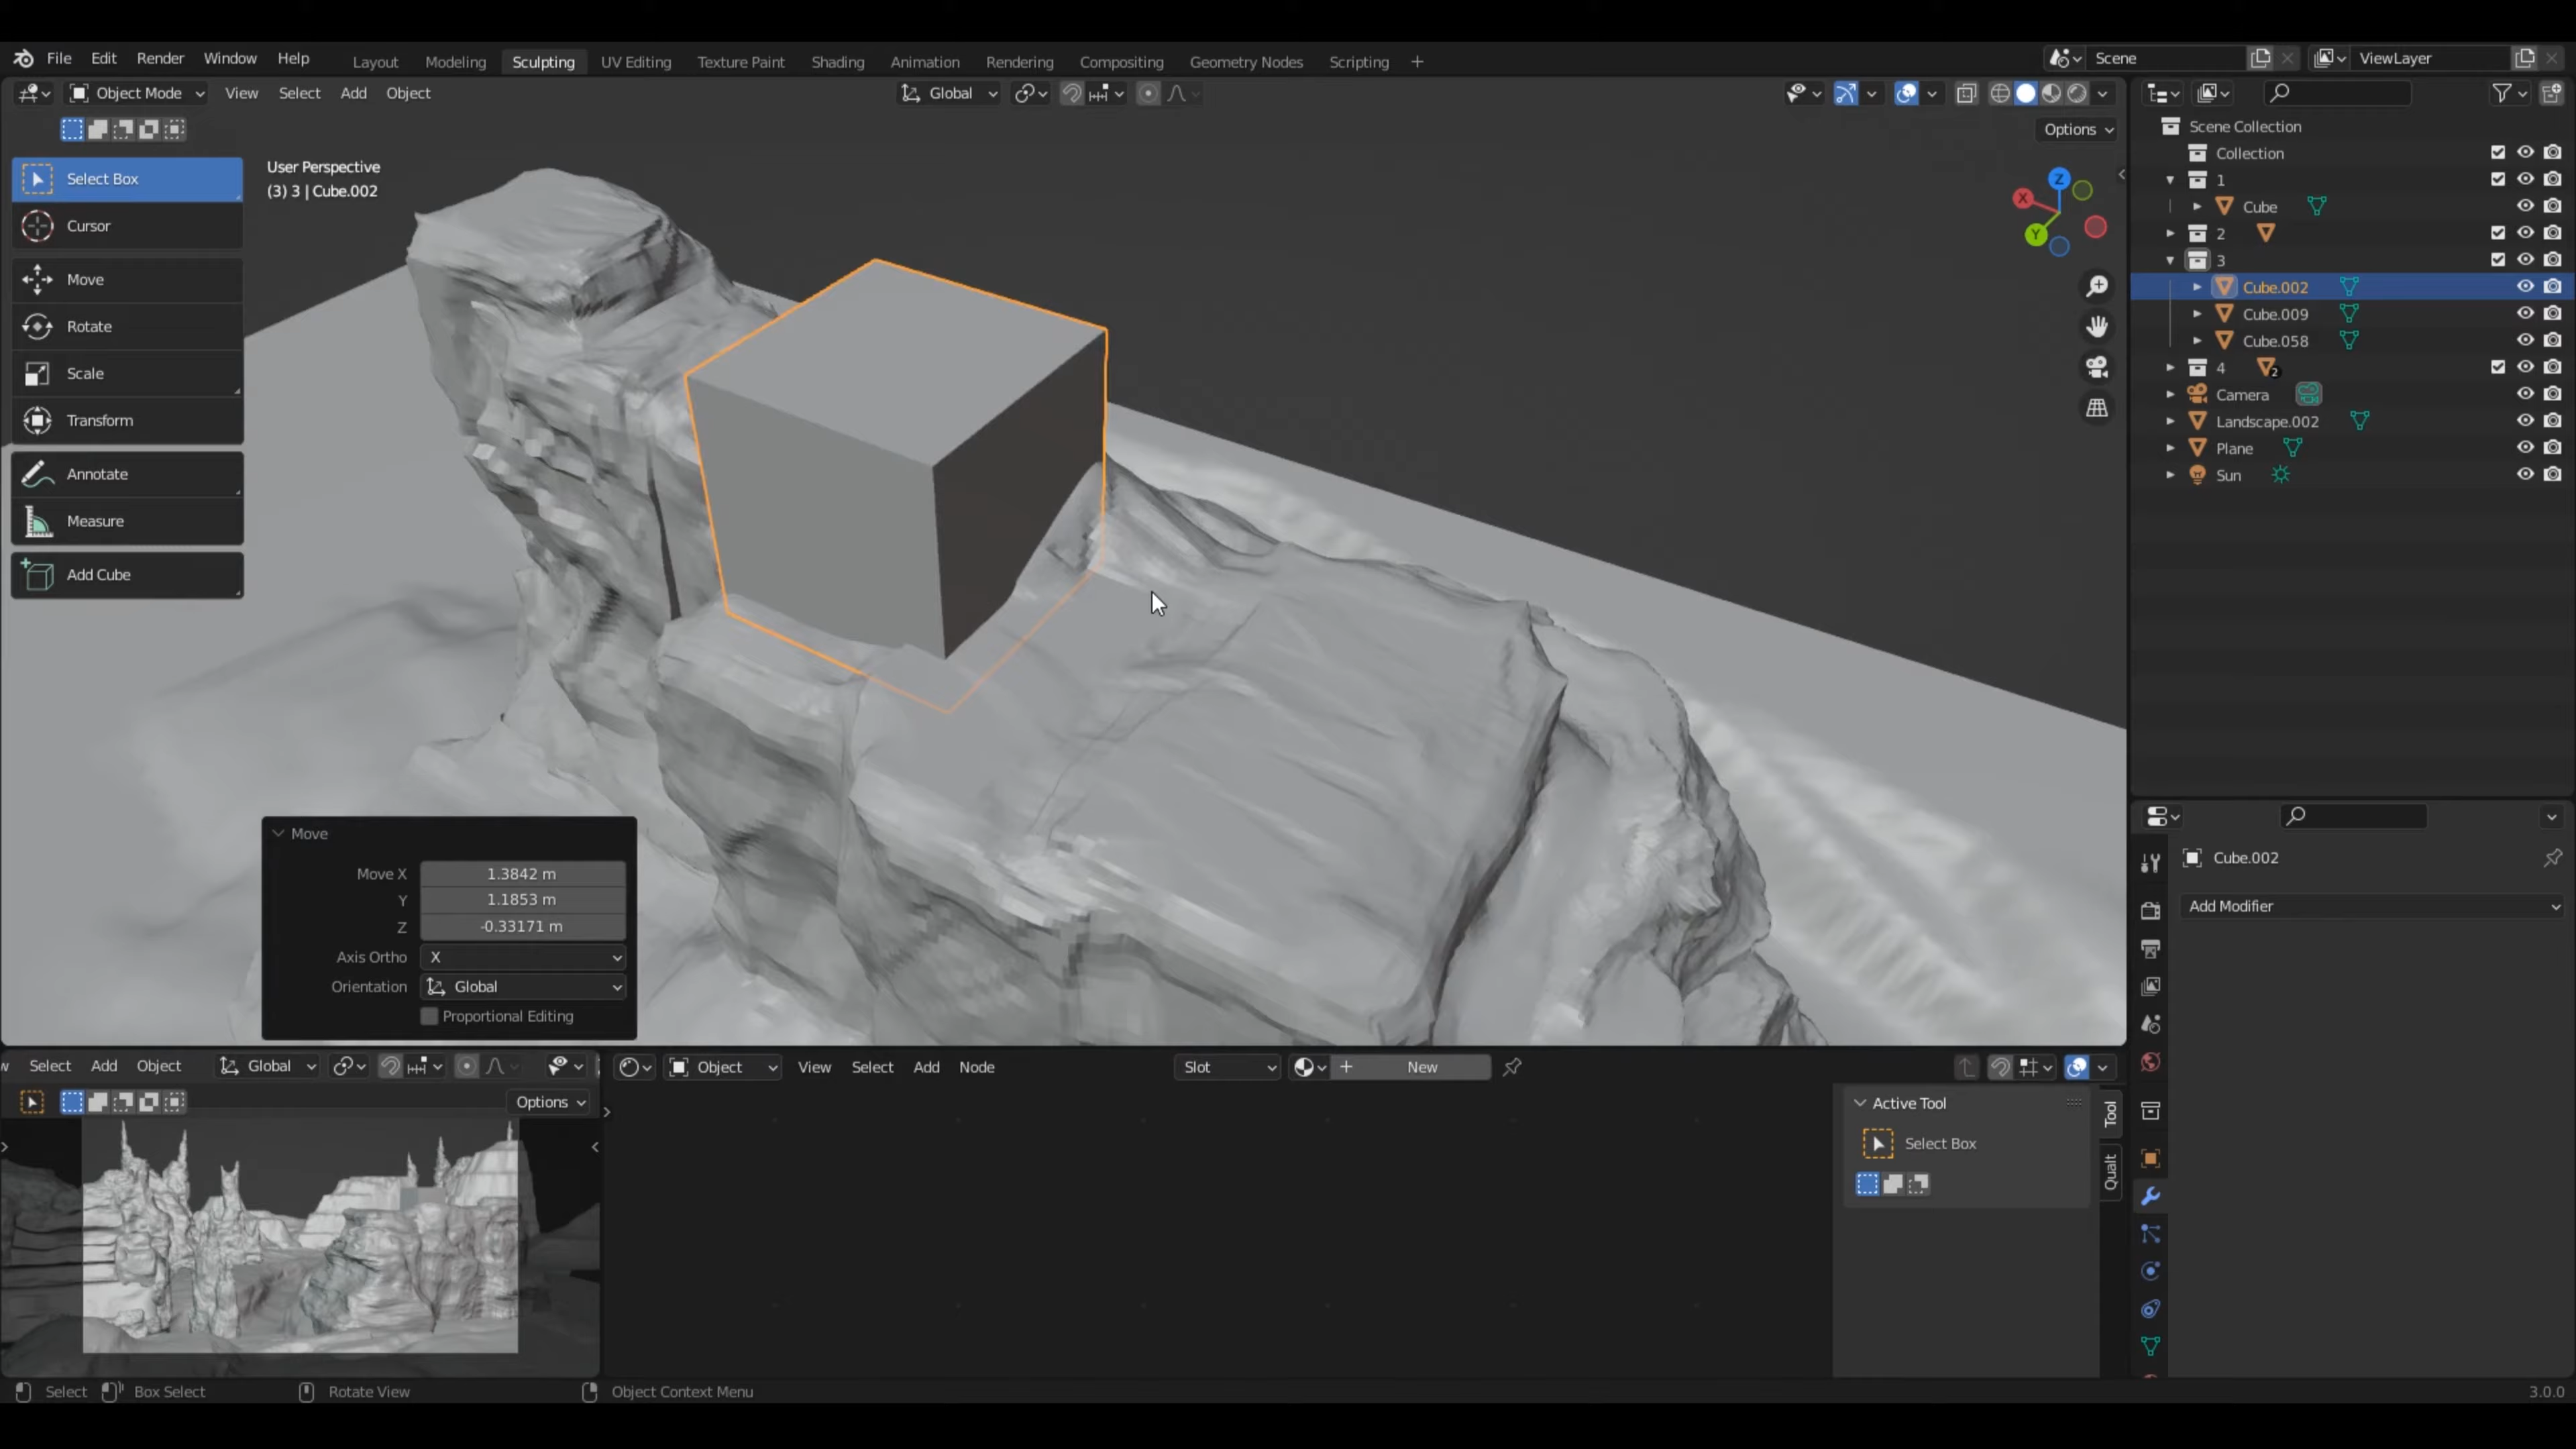 File Edit Render Window Help Layout Modeling Sculpting UV Editing Texture Paint Shading Animation Rendering Compositing Geometry Nodes Scripting + Scene ViewLayer
Object Mode View Select Add Object Global
Options
Select Box
Cursor
Move
Rotate
Scale
Transform
Annotate
Measure
Add Cube
User Perspective
(3) 3 | Cube.002
Z
X
Y
Scene Collection
Collection
1
Cube
2
3
Cube.002
Cube.009
Cube.058
4 2
Camera
Landscape.002
Plane
Sun
Move
Move X 1.3842 m
Y 1.1853 m
Z -0.33171 m
Axis Ortho X
Orientation Global
Proportional Editing
Cube.002
Add Modifier
Select Add Object Global
Options
Object View Select Add Node Slot + New
Active Tool
Select Box
Tool
Qualt
Select Box Select Rotate View Object Context Menu 3.0.0